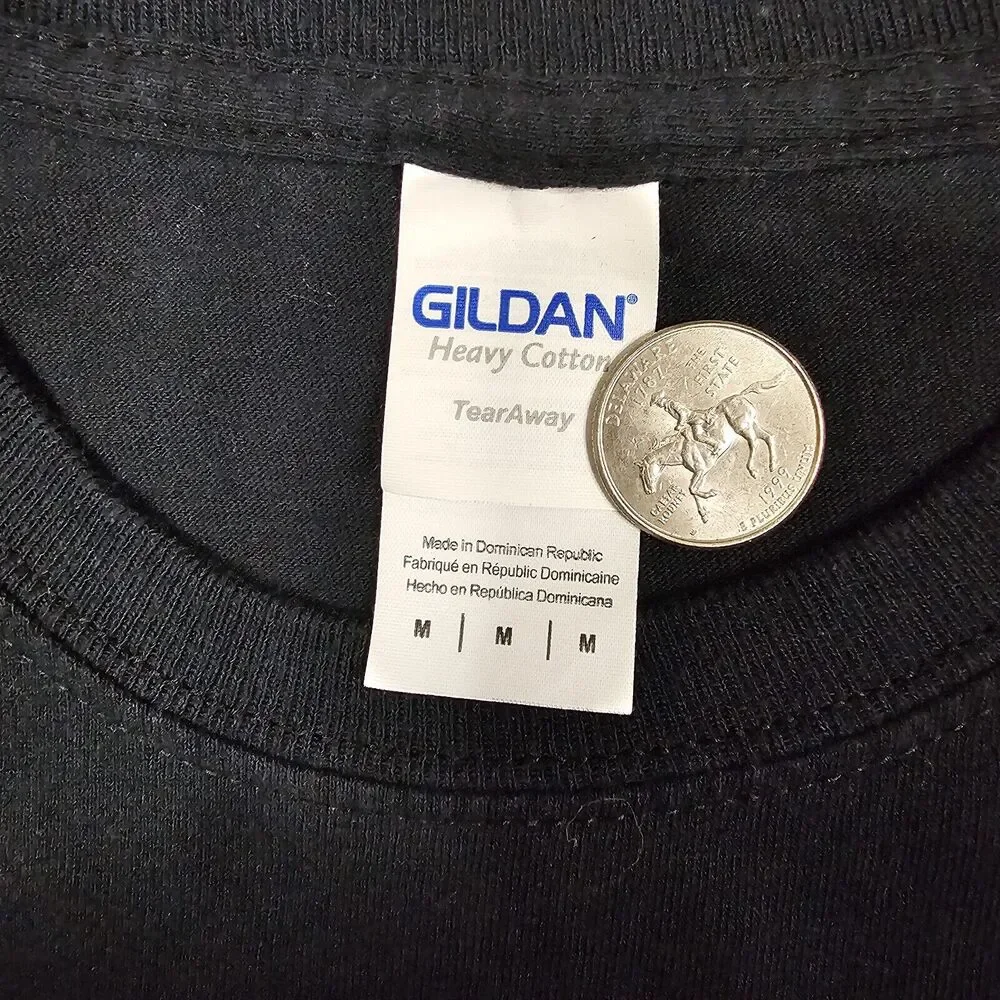 GILDAN®
Heavy Cotton
TearAway
Made in Dominican Republic
Fabriqué en Républic Dominicaine
Hecho en República Dominicana
M | M | M
DELAWARE
1787
THE
FIRST
STATE
CAESAR
RODNEY
1999
E PLURIBUS UNUM